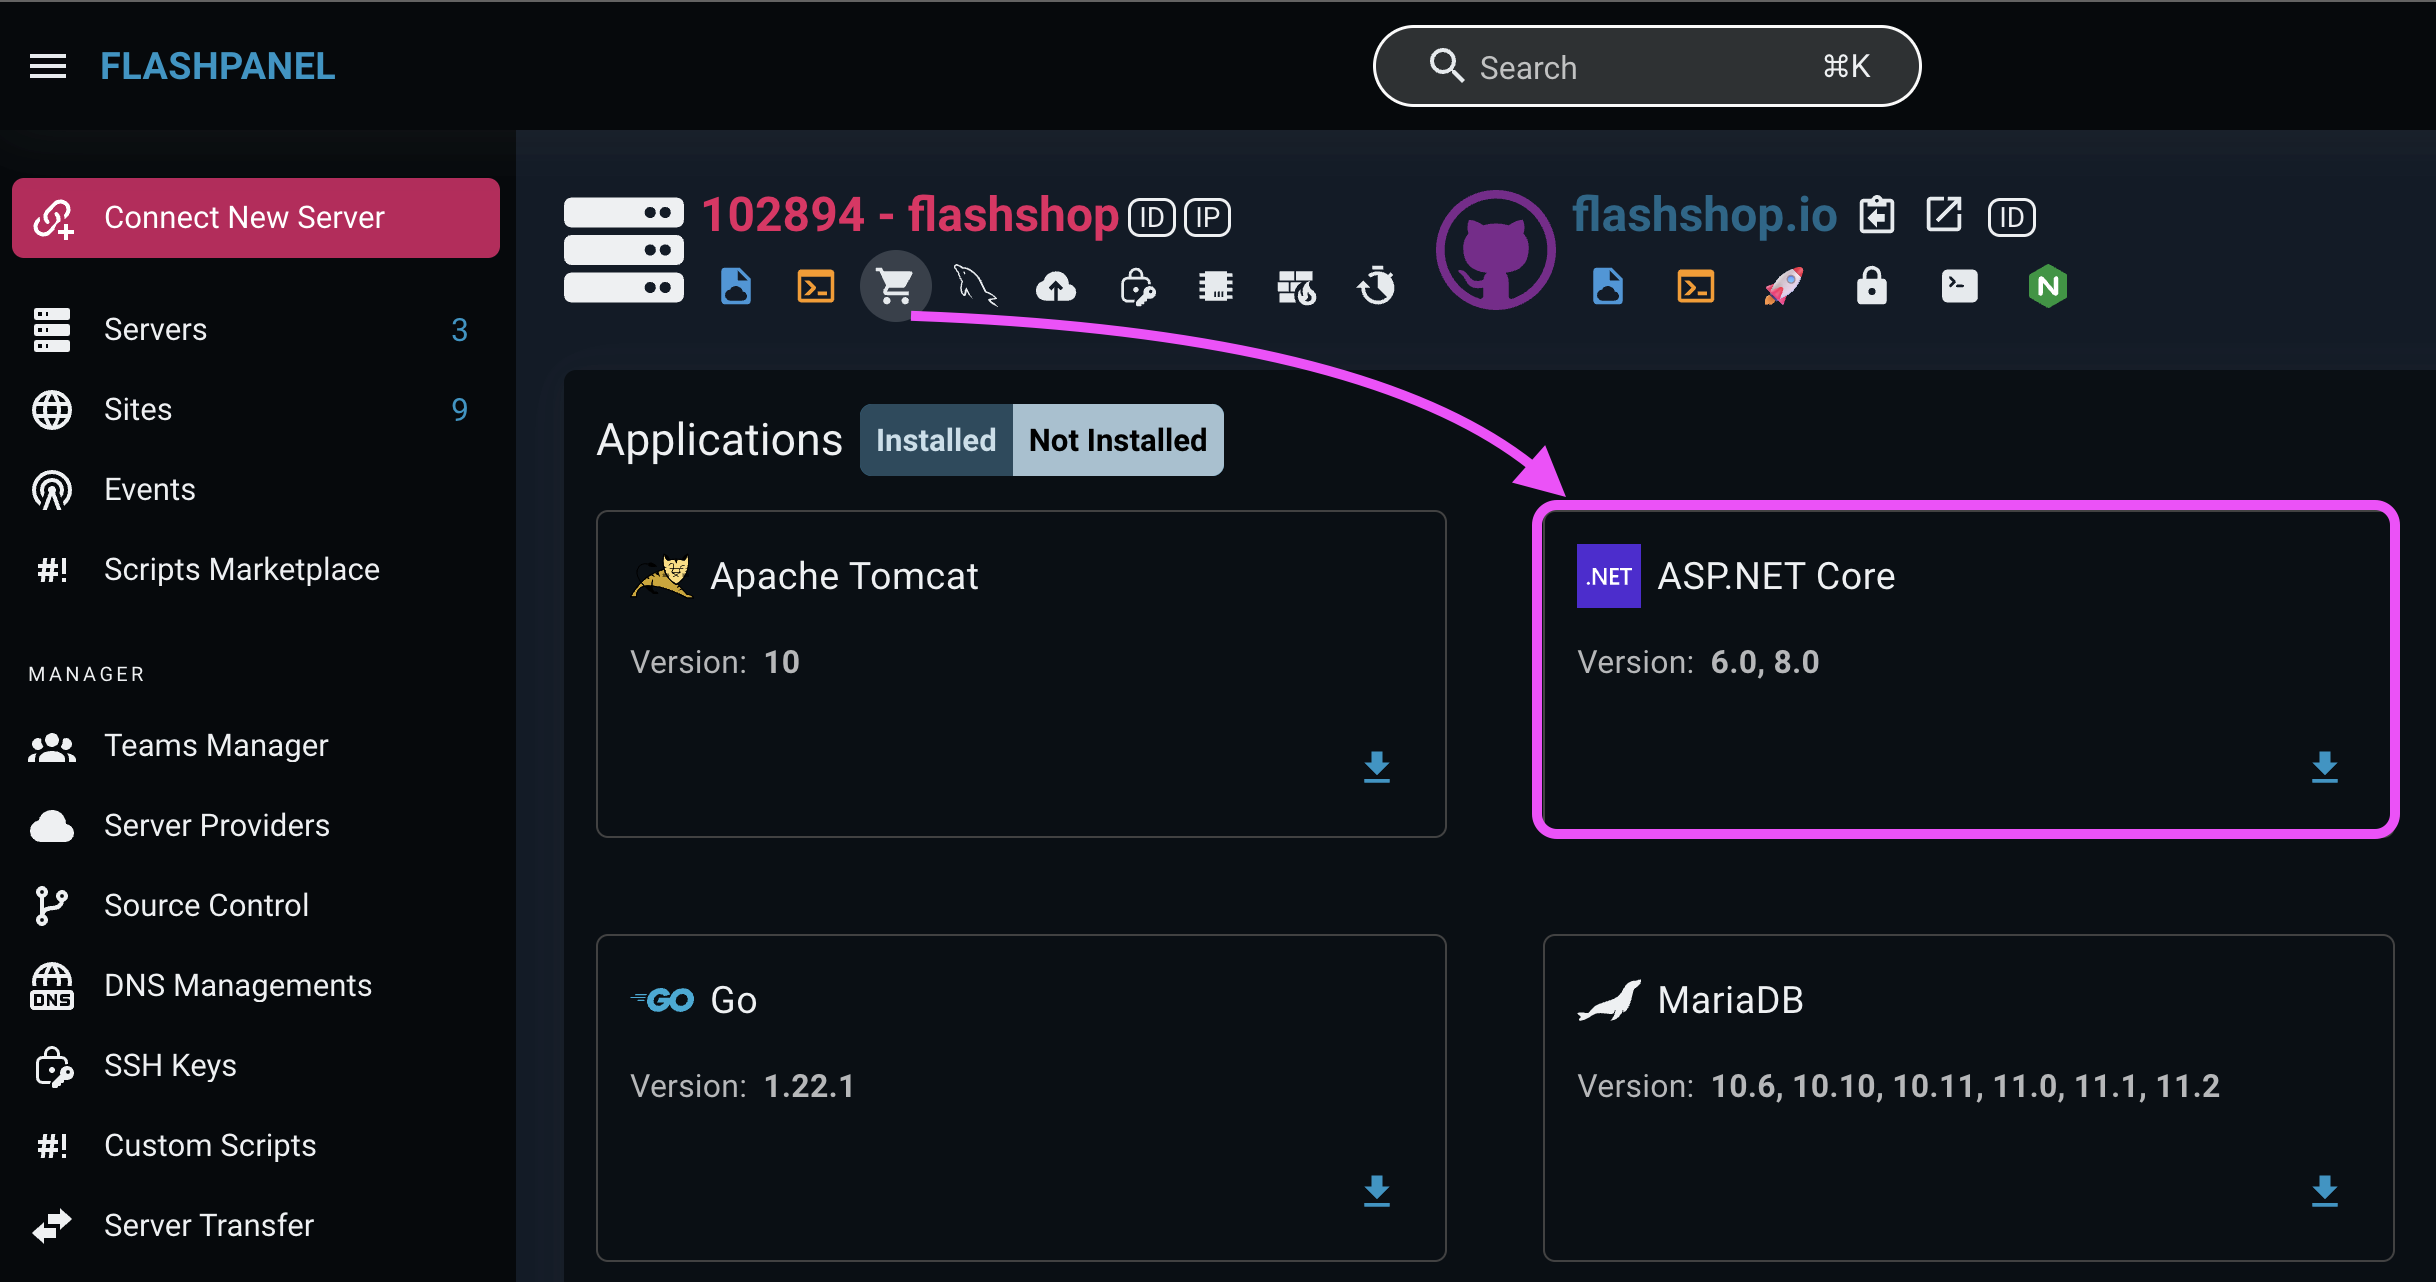 FLASHPANEL
Search ⌘K
Connect New Server
Servers 3
Sites 9
Events
#! Scripts Marketplace
MANAGER
Teams Manager
Server Providers
Source Control
DNS DNS Managements
SSH Keys
#! Custom Scripts
Server Transfer
102894 - flashshop ID IP
flashshop.io ID
N
Applications Installed Not Installed
Apache Tomcat
Version: 10
.NET ASP.NET Core
Version: 6.0, 8.0
GO Go
Version: 1.22.1
MariaDB
Version: 10.6, 10.10, 10.11, 11.0, 11.1, 11.2